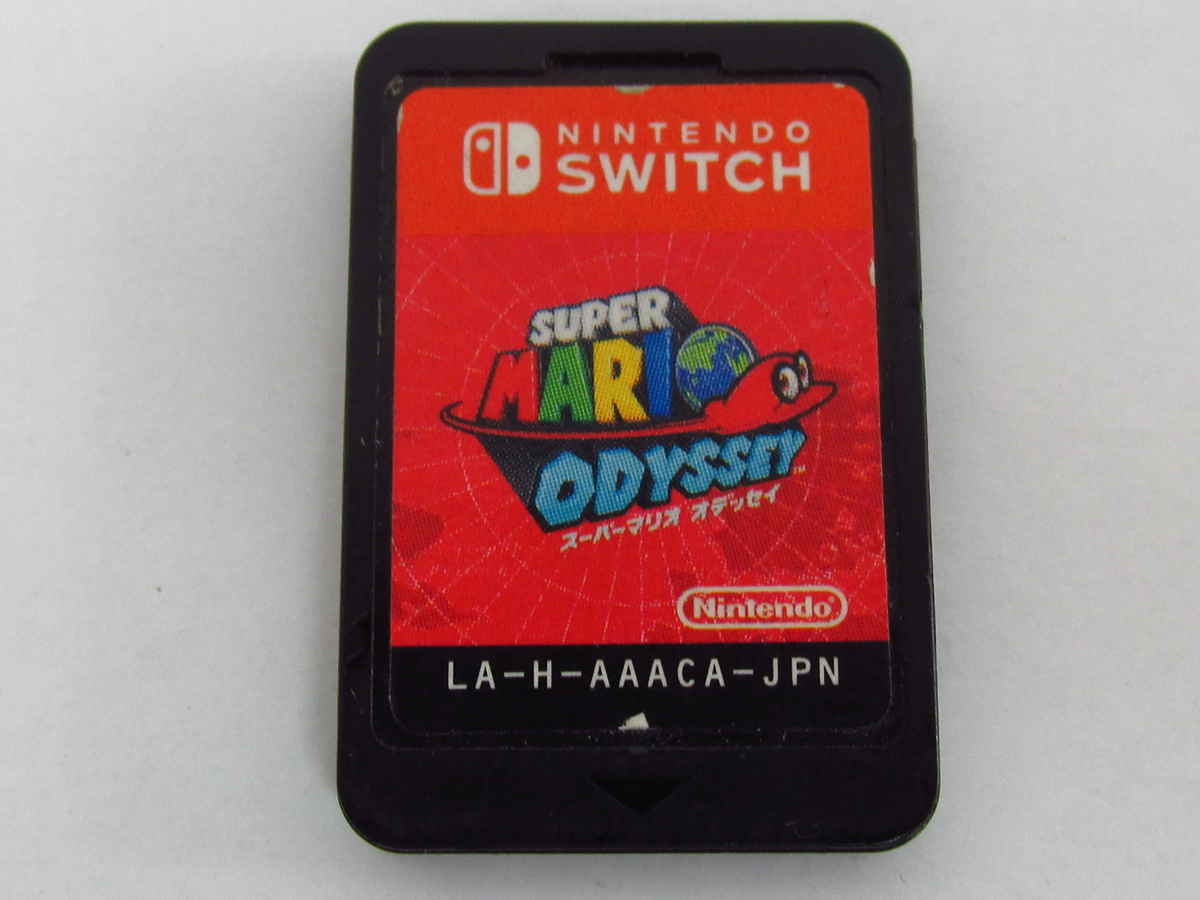 NINTENDO
SWITCH
SUPER
MARIO
ODYSSEY™
スーパーマリオ オデッセイ
Nintendo®
LA-H-AAACA-JPN